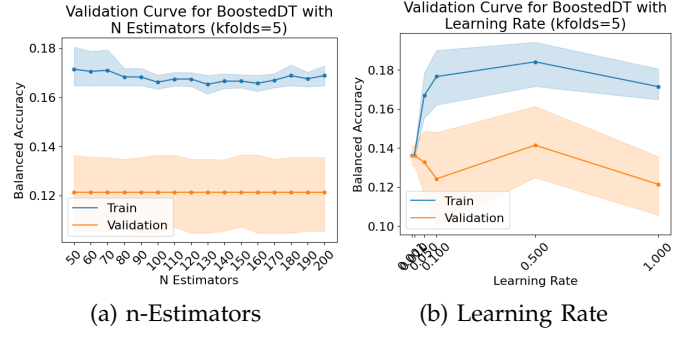 Validation Curve for BoostedDT with
N Estimators (kfolds=5)
Balanced Accuracy
0.18
0.16
0.14
0.12
Train
Validation
50
60
70
80
90
100
110
120
130
140
150
160
170
180
190
200
N Estimators
(a) n-Estimators
Validation Curve for BoostedDT with
Learning Rate (kfolds=5)
Balanced Accuracy
0.18
0.16
0.14
0.12
0.10
Train
Validation
0.100
0.500
1.000
Learning Rate
(b) Learning Rate